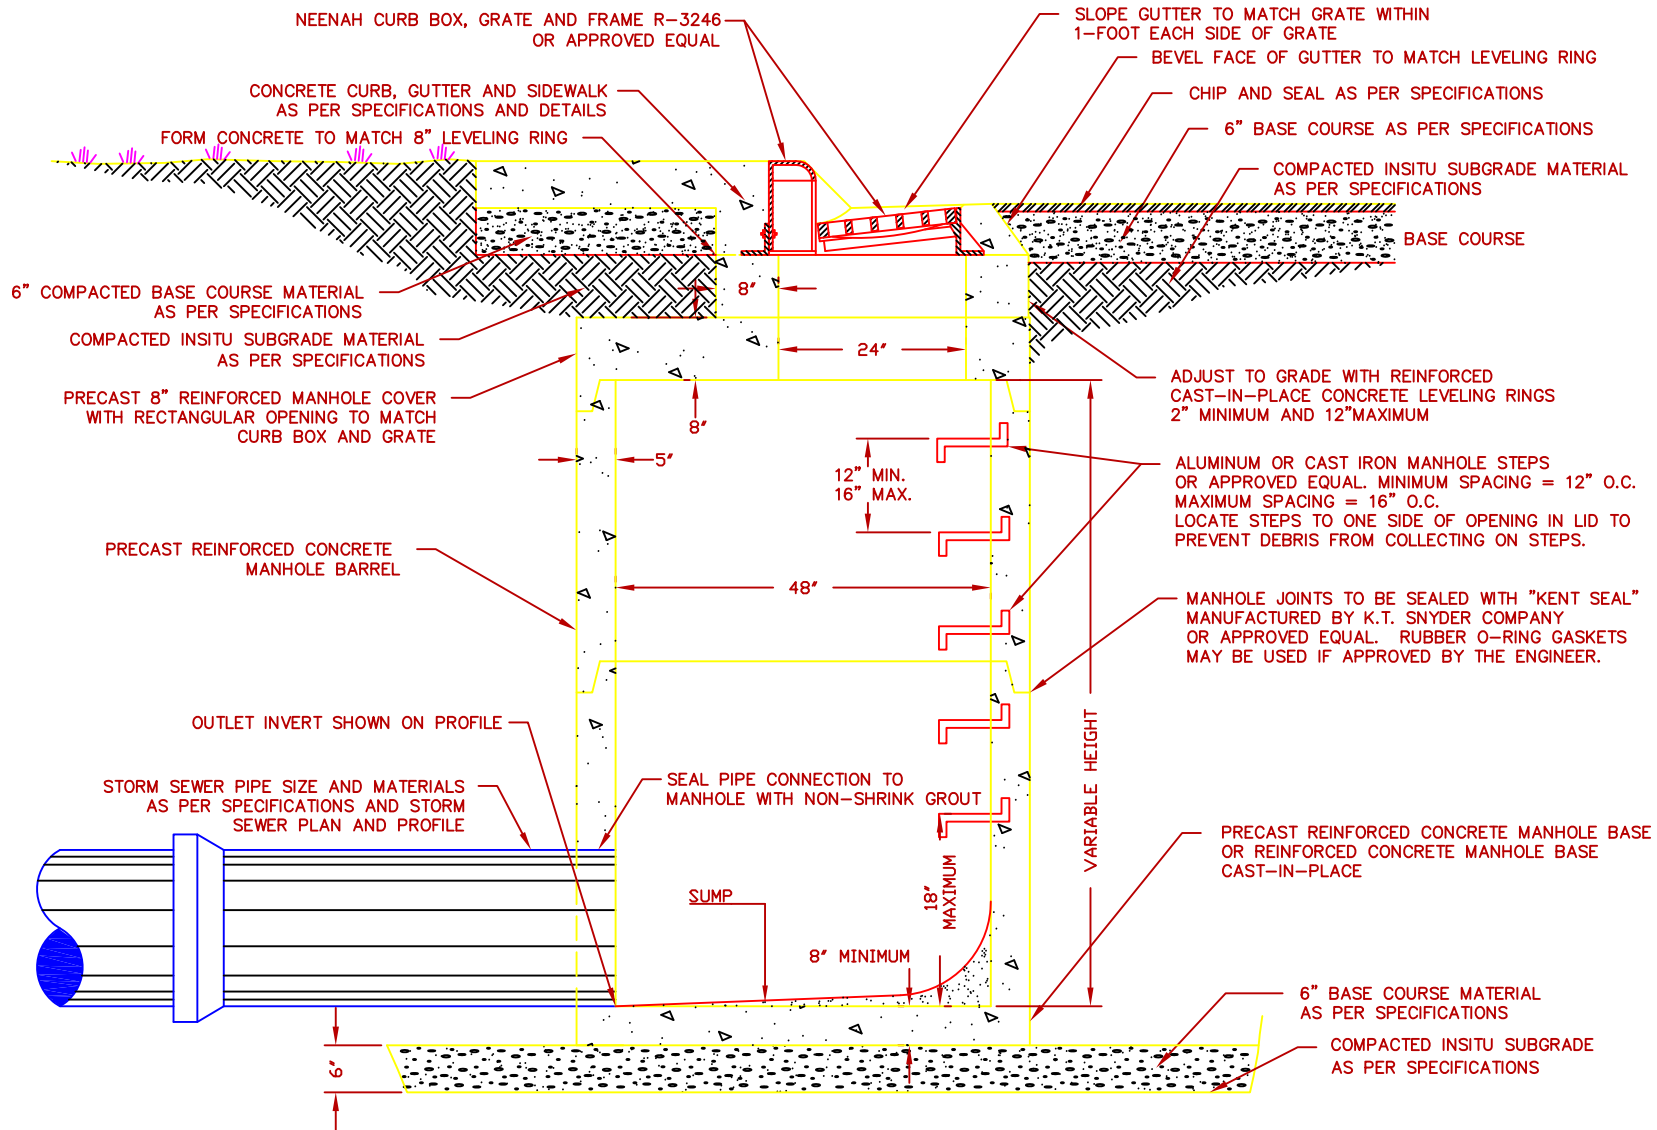 NEENAH CURB BOX, GRATE AND FRAME R-3246
OR APPROVED EQUAL
SLOPE GUTTER TO MATCH GRATE WITHIN
1-FOOT EACH SIDE OF GRATE
BEVEL FACE OF GUTTER TO MATCH LEVELING RING
CONCRETE CURB, GUTTER AND SIDEWALK
AS PER SPECIFICATIONS AND DETAILS
CHIP AND SEAL AS PER SPECIFICATIONS
FORM CONCRETE TO MATCH 8" LEVELING RING
6" BASE COURSE AS PER SPECIFICATIONS
COMPACTED INSITU SUBGRADE MATERIAL
AS PER SPECIFICATIONS
BASE COURSE
6" COMPACTED BASE COURSE MATERIAL
AS PER SPECIFICATIONS
8"
COMPACTED INSITU SUBGRADE MATERIAL
AS PER SPECIFICATIONS
24"
PRECAST 8" REINFORCED MANHOLE COVER
WITH RECTANGULAR OPENING TO MATCH
CURB BOX AND GRATE
8"
ADJUST TO GRADE WITH REINFORCED
CAST-IN-PLACE CONCRETE LEVELING RINGS
2" MINIMUM AND 12"MAXIMUM
5"
12" MIN.
16" MAX.
ALUMINUM OR CAST IRON MANHOLE STEPS
OR APPROVED EQUAL. MINIMUM SPACING = 12" O.C.
MAXIMUM SPACING = 16" O.C.
LOCATE STEPS TO ONE SIDE OF OPENING IN LID TO
PREVENT DEBRIS FROM COLLECTING ON STEPS.
PRECAST REINFORCED CONCRETE
MANHOLE BARREL
48"
MANHOLE JOINTS TO BE SEALED WITH "KENT SEAL"
MANUFACTURED BY K.T. SNYDER COMPANY
OR APPROVED EQUAL. RUBBER O-RING GASKETS
MAY BE USED IF APPROVED BY THE ENGINEER.
OUTLET INVERT SHOWN ON PROFILE
VARIABLE HEIGHT
STORM SEWER PIPE SIZE AND MATERIALS
AS PER SPECIFICATIONS AND STORM
SEWER PLAN AND PROFILE
SEAL PIPE CONNECTION TO
MANHOLE WITH NON-SHRINK GROUT
PRECAST REINFORCED CONCRETE MANHOLE BASE
OR REINFORCED CONCRETE MANHOLE BASE
CAST-IN-PLACE
SUMP
18"
MAXIMUM
8" MINIMUM
6" BASE COURSE MATERIAL
AS PER SPECIFICATIONS
COMPACTED INSITU SUBGRADE
AS PER SPECIFICATIONS
6"